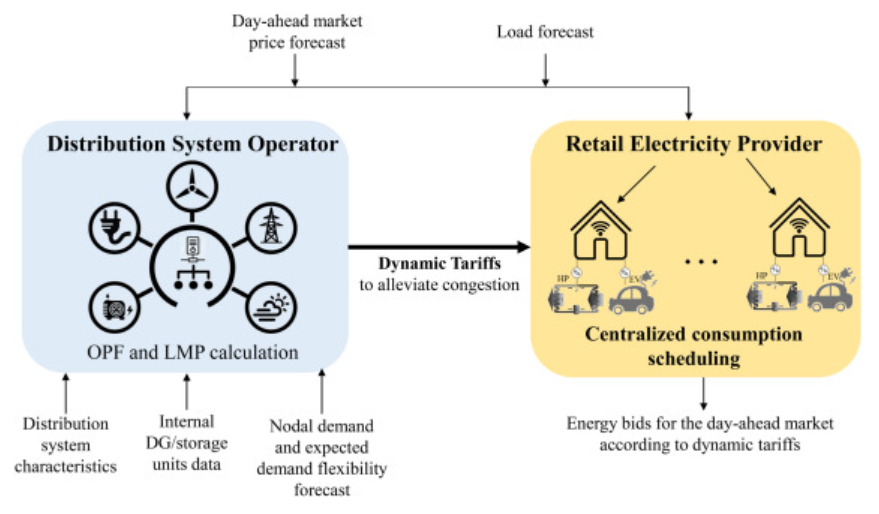 Day-ahead market
price forecast
Load forecast
Distribution System Operator
Retail Electricity Provider
Dynamic Tariffs
to alleviate congestion
HP
EV
...
HP
EV
OPF and LMP calculation
Centralized consumption
scheduling
Distribution
system
characteristics
Internal
DG/storage
units data
Nodal demand
and expected
demand flexibility
forecast
Energy bids for the day-ahead market
according to dynamic tariffs